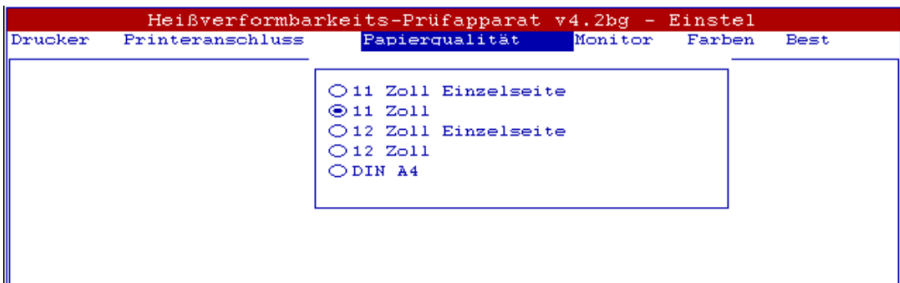 Heißverformbarkeits-Prüfapparat v4.2bg - Einstel
Drucker Printeranschluss Papierqualität Monitor Farben Best
11 Zoll Einzelseite
11 Zoll
12 Zoll Einzelseite
12 Zoll
DIN A4